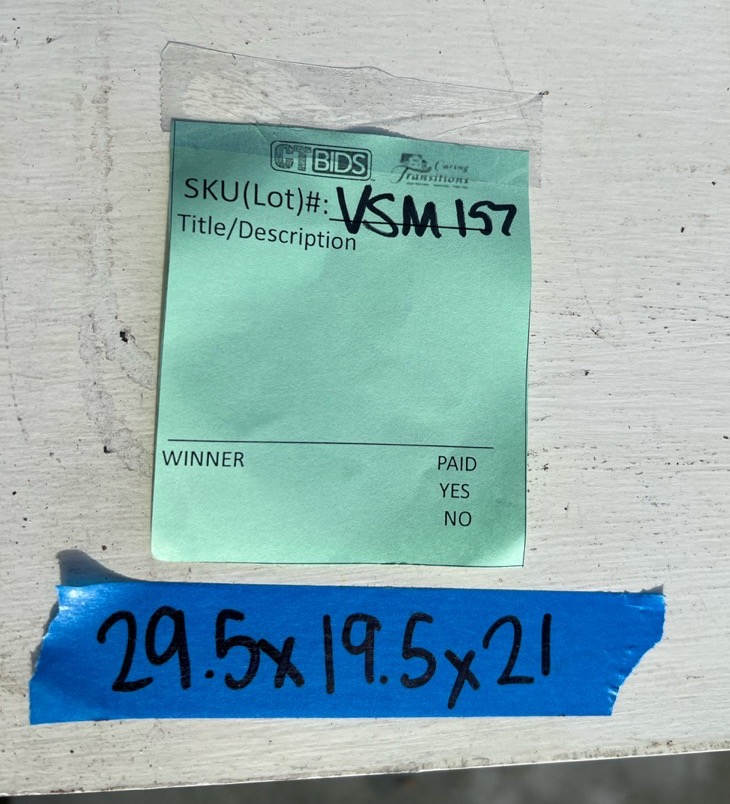 CTBIDS
Caring Transitions
SKU(Lot)#: VSM 157
Title/Description
WINNER
PAID
YES
NO
29.5x19.5x21